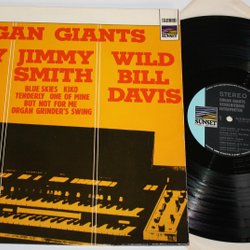 GAN GIANTS
Y JIMMY WILD
SMITH BILL
DAVIS
BLUE SKIES KIKO
TENDERLY ONE OF MINE
BUT NOT FOR ME
ORGAN GRINDER'S SWING
SUNSET
STEREO
SUNSET